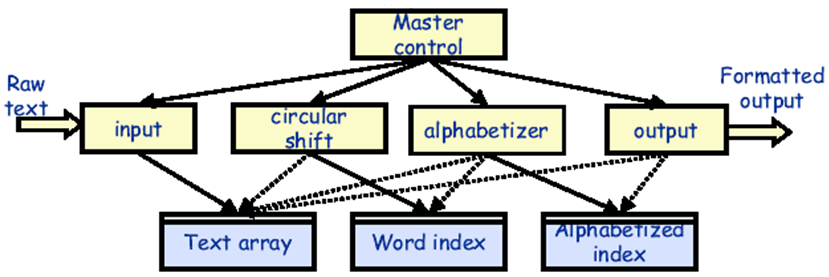 Master
control
Raw
text
Formatted
output
input
circular
shift
alphabetizer
output
Text array
Word index
Alphabetized
index